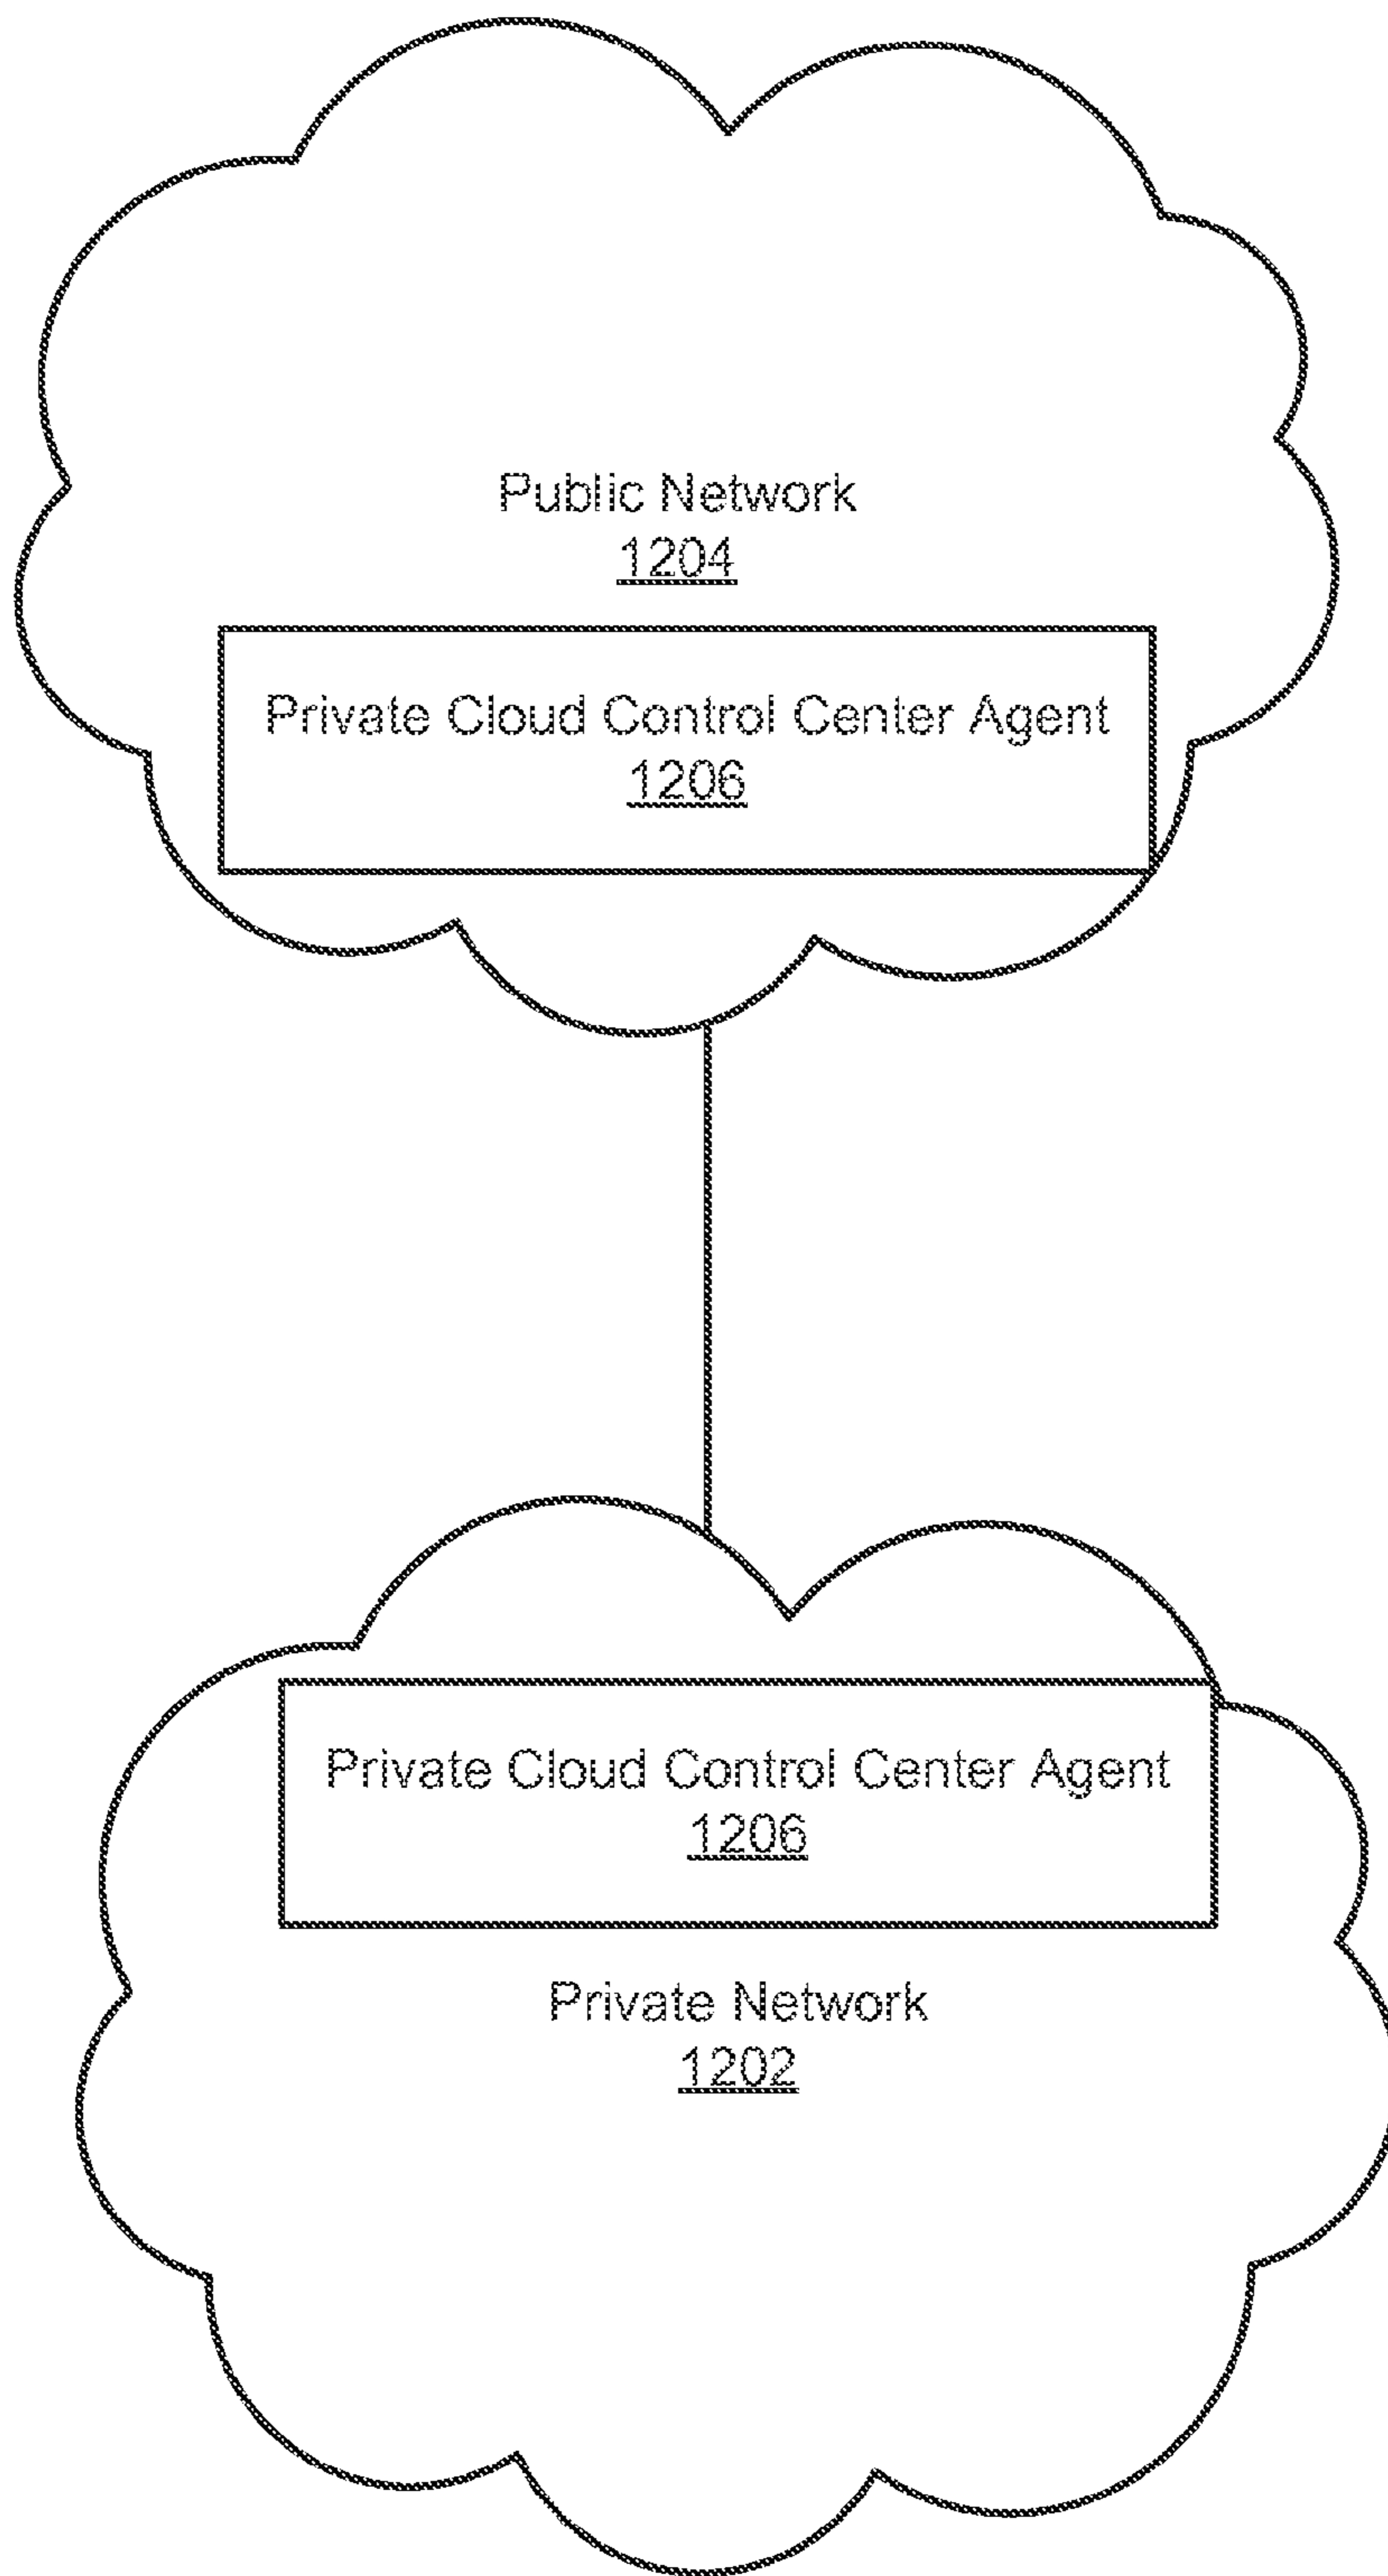 Public Network
1204
Private Cloud Control Center Agent
1206
Private Cloud Control Center Agent
1206
Private Network
1202